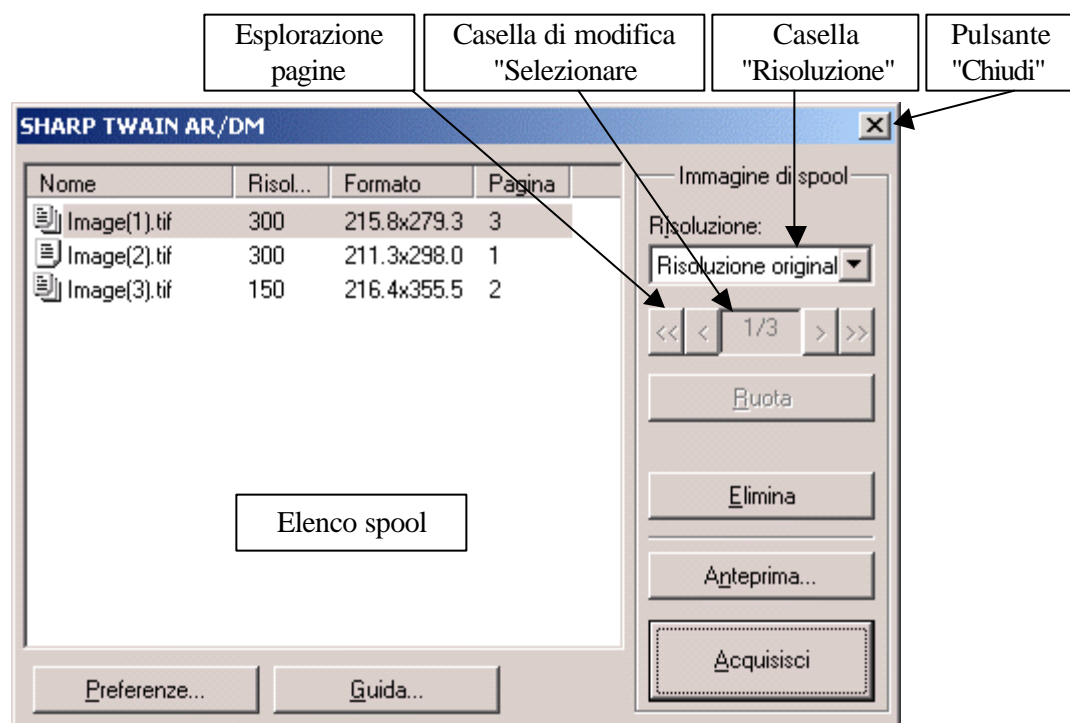 Esplorazione
pagine
Casella di modifica
"Selezionare
Casella
"Risoluzione"
Pulsante
"Chiudi"
SHARP TWAIN AR/DM
Nome Risol... Formato Pagina
Image(1).tif 300 215.8x279.3 3
Image(2).tif 300 211.3x298.0 1
Image(3).tif 150 216.4x355.5 2
Elenco spool
Immagine di spool
Risoluzione:
Risoluzione original
<< < 1/3 > >>
Ruota
Elimina
Anteprima...
Acquisisci
Preferenze... Guida...